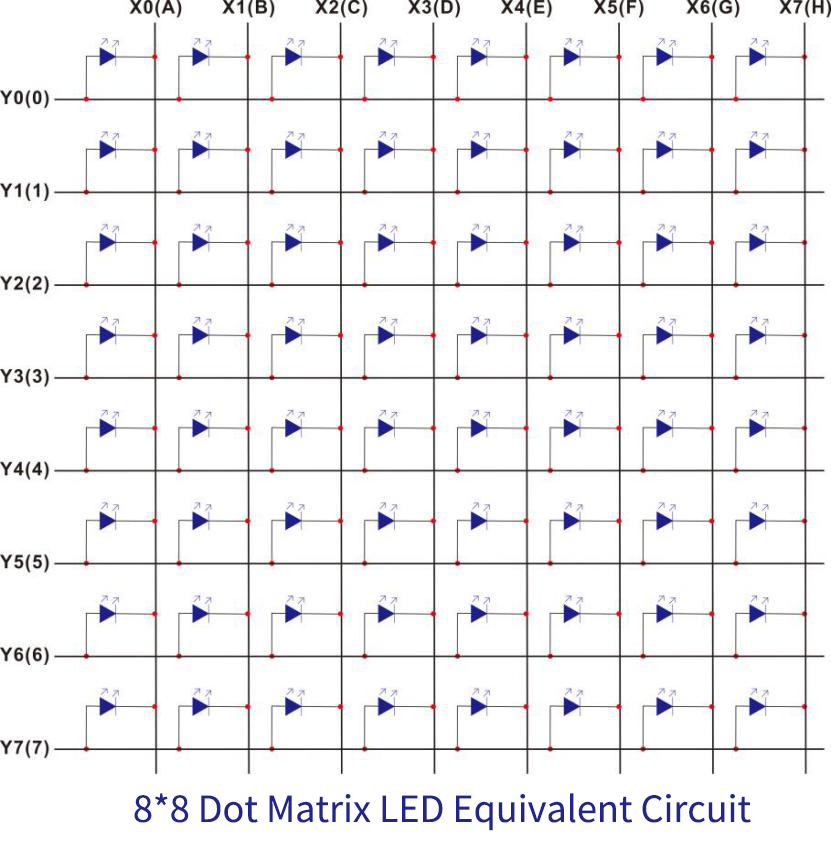 X0(A) X1(B) X2(C) X3(D) X4(E) X5(F) X6(G) X7(H)
Y0(0)
Y1(1)
Y2(2)
Y3(3)
Y4(4)
Y5(5)
Y6(6)
Y7(7)
8*8 Dot Matrix LED Equivalent Circuit